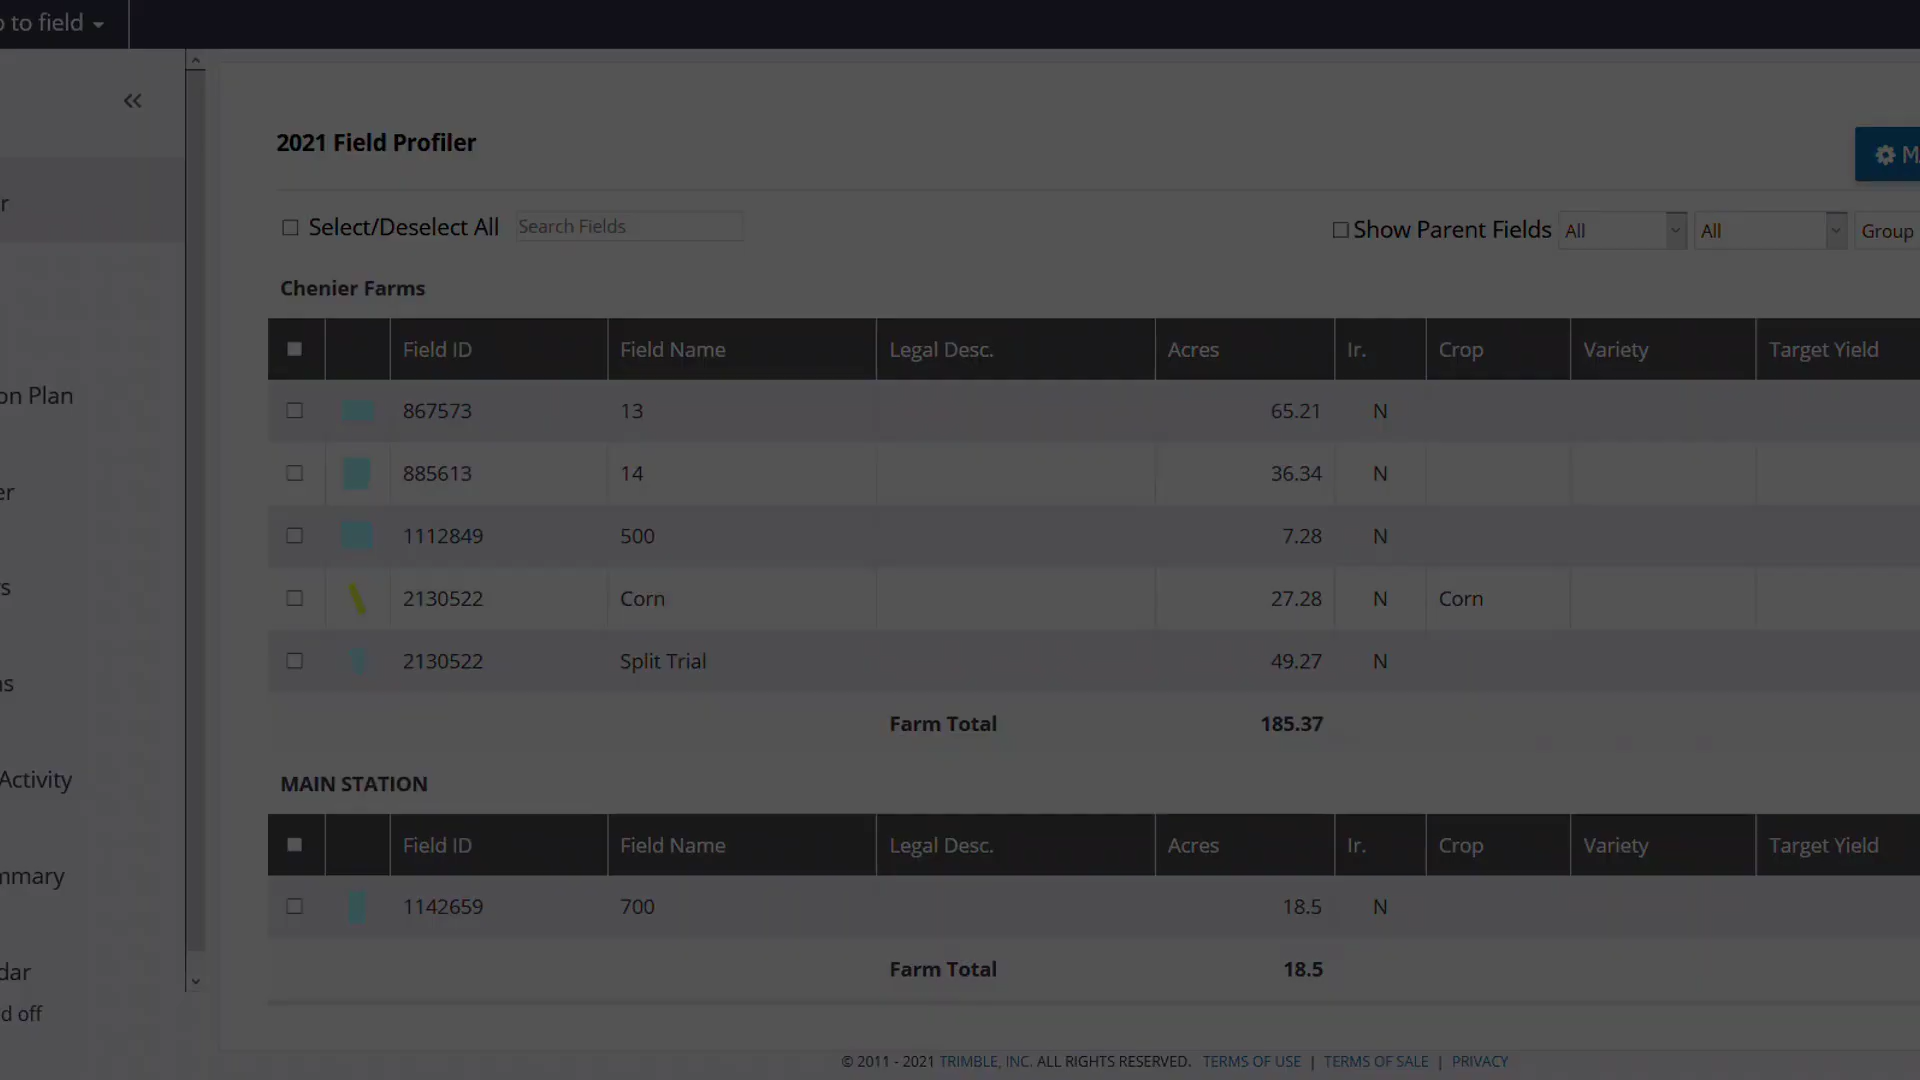 to field
2021 Field Profiler
Select/Deselect All Search Fields Show Parent Fields All All Group
Chenier Farms
Field ID Field Name Legal Desc. Acres Ir. Crop Variety Target Yield
867573 13 65.21 N
885613 14 36.34 N
on Plan
1112849 500 7.28 N
er
2130522 Corn 27.28 N Corn
2130522 Split Trial 49.27 N
Farm Total 185.37
Activity
MAIN STATION
Field ID Field Name Legal Desc. Acres Ir. Crop Variety Target Yield
mmary
1142659 700 18.5 N
dar
Farm Total 18.5
d off
© 2011 - 2021 TRIMBLE, INC. ALL RIGHTS RESERVED. TERMS OF USE | TERMS OF SALE | PRIVACY